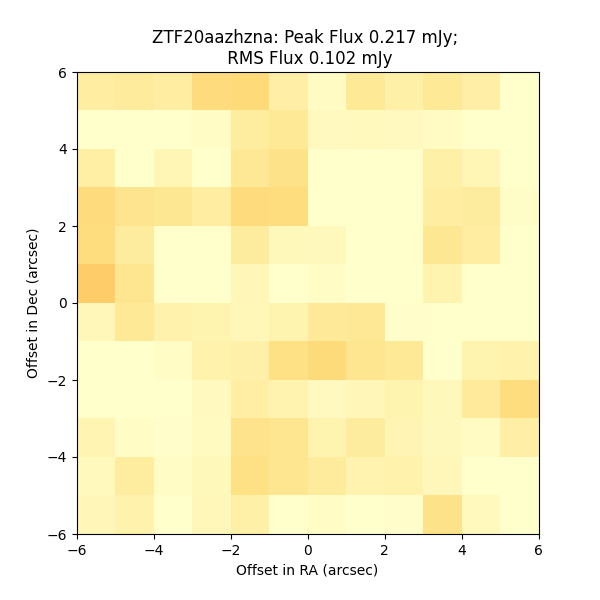 ZTF20aazhzna: Peak Flux 0.217 mJy;
RMS Flux 0.102 mJy
6
4
2
0
−2
−4
−6
Offset in Dec (arcsec)
−6 −4 −2 0 2 4 6
Offset in RA (arcsec)